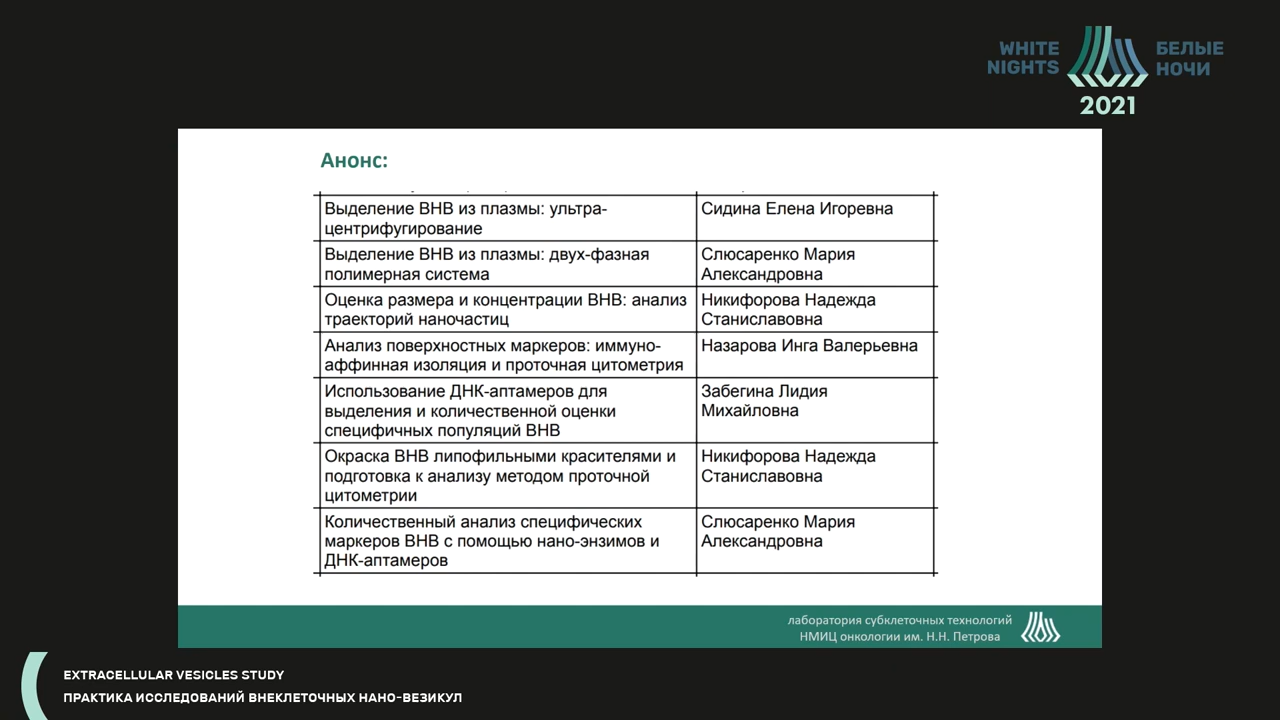 WHITE
NIGHTS
БЕЛЫЕ
НОЧИ
2021
Анонс:
Выделение ВНВ из плазмы: ультра-
центрифугирование
Сидина Елена Игоревна
Выделение ВНВ из плазмы: двух-фазная
полимерная система
Слюсаренко Мария
Александровна
Оценка размера и концентрации ВНВ: анализ
траекторий наночастиц
Никифорова Надежда
Станиславовна
Анализ поверхностных маркеров: иммуно-
аффинная изоляция и проточная цитометрия
Назарова Инга Валерьевна
Использование ДНК-аптамеров для
выделения и количественной оценки
специфичных популяций ВНВ
Забегина Лидия
Михайловна
Окраска ВНВ липофильными красителями и
подготовка к анализу методом проточной
цитометрии
Никифорова Надежда
Станиславовна
Количественный анализ специфических
маркеров ВНВ с помощью нано-энзимов и
ДНК-аптамеров
Слюсаренко Мария
Александровна
лаборатория субклеточных технологий
НМИЦ онкологии им. Н.Н. Петрова
EXTRACELLULAR VESICLES STUDY
ПРАКТИКА ИССЛЕДОВАНИЙ ВНЕКЛЕТОЧНЫХ НАНО-ВЕЗИКУЛ